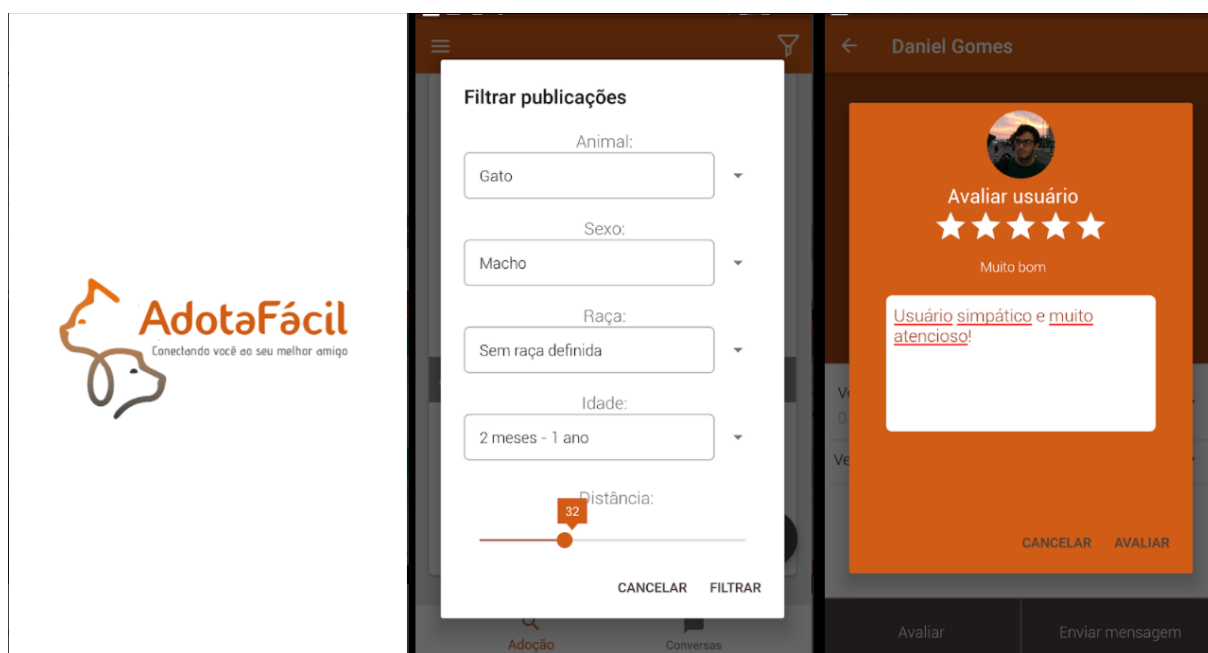 AdotaFácil
Conectando você ao seu melhor amigo
Filtrar publicações
Animal:
Gato
Sexo:
Macho
Raça:
Sem raça definida
Idade:
2 meses - 1 ano
Distância:
32
CANCELAR FILTRAR
Adoção Conversas
Daniel Gomes
Avaliar usuário
Muito bom
Usuário simpático e muito
atencioso!
CANCELAR AVALIAR
Avaliar Enviar mensagem